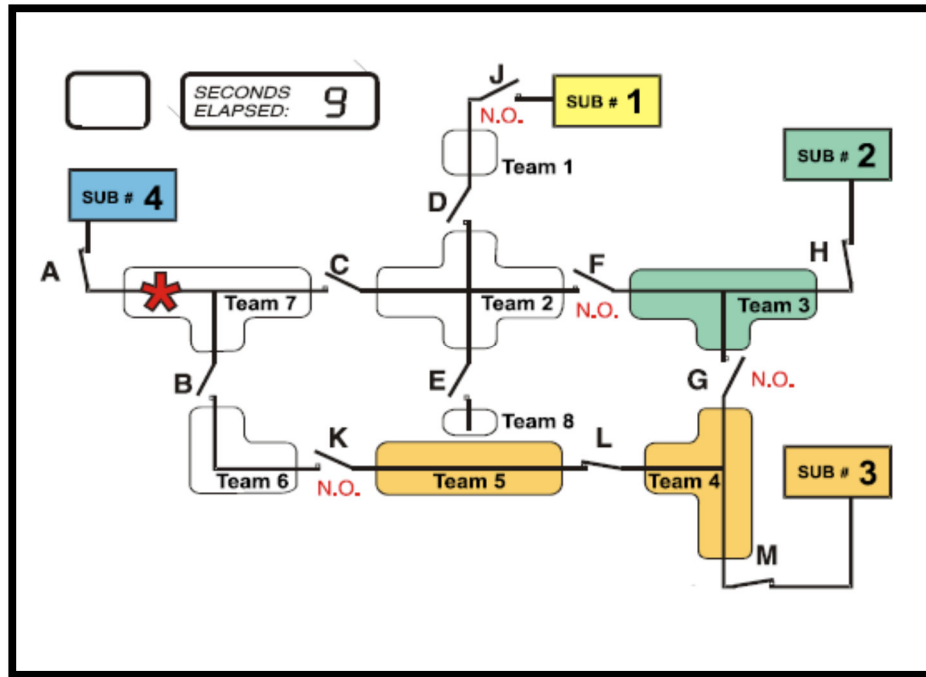 J
SECONDS
ELAPSED: 9
SUB # 1
N.O.
SUB # 2
Team 1
SUB # 4
D
A
C
F
H
Team 7
Team 2
Team 3
N.O.
B
E
G
N.O.
Team 8
K
L
SUB # 3
Team 6
Team 5
Team 4
N.O.
M